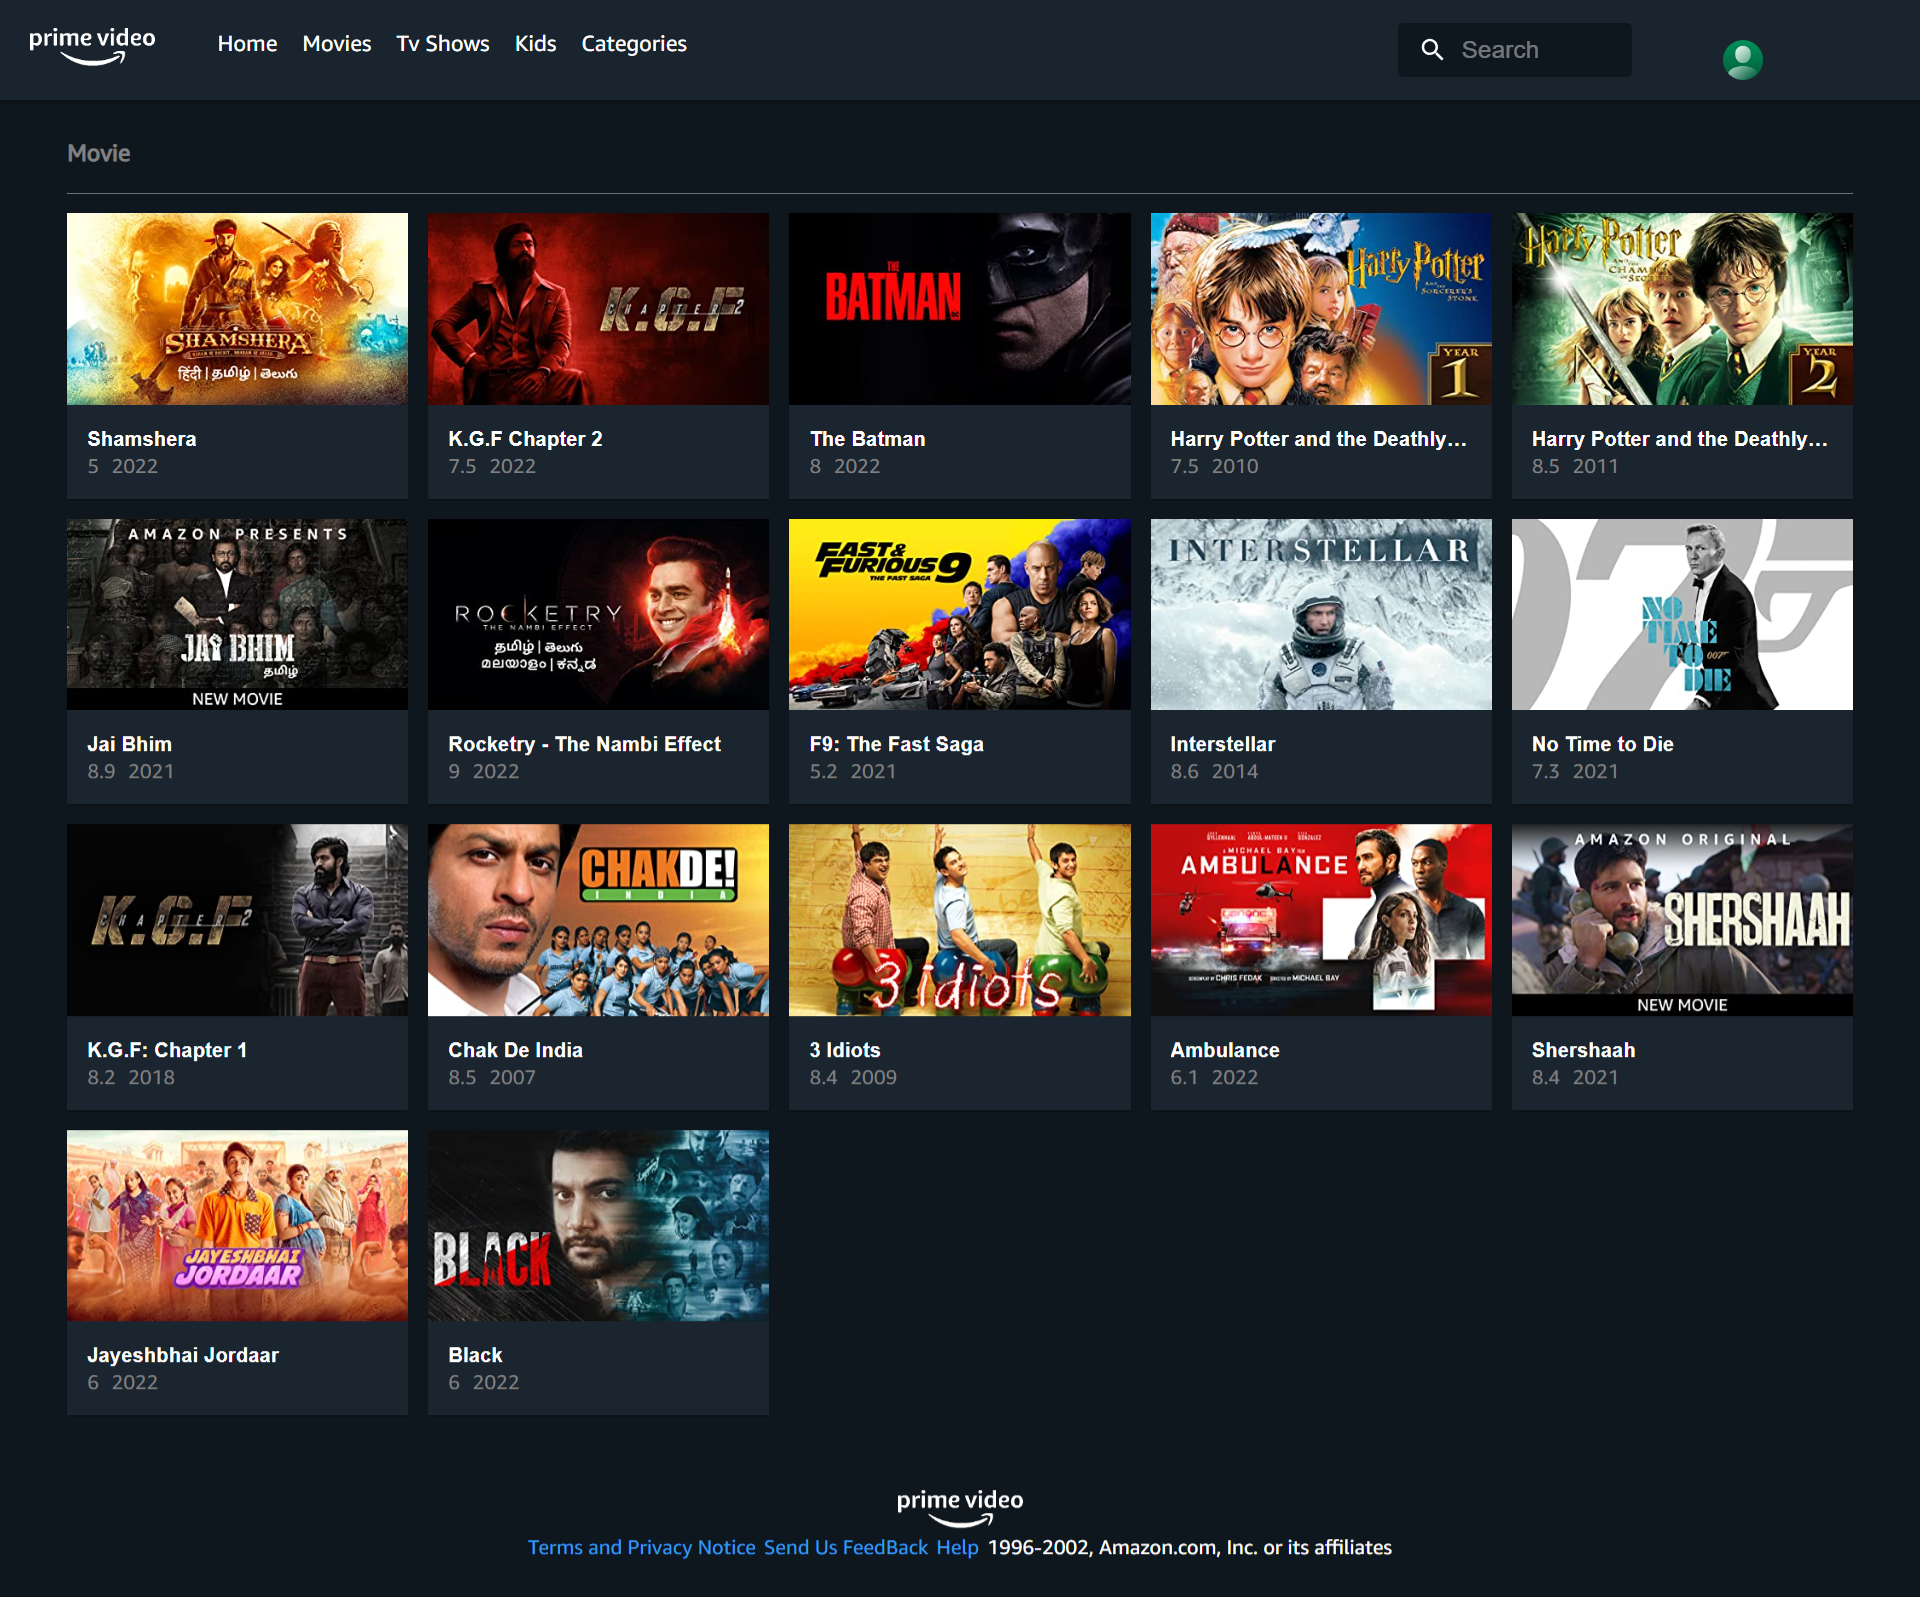 prime video
Home Movies Tv Shows Kids Categories
Search
Movie
SHAMSHERA
हिंदी | தமிழ் | తెలుగు
K.G.F
CHAPTER 2
THE
BATMAN
Harry Potter
AND THE
SORCERER'S
STONE
YEAR
1
Harry Potter
AND THE
CHAMBER
OF SECRETS
YEAR
2
Shamshera
5 2022
K.G.F Chapter 2
7.5 2022
The Batman
8 2022
Harry Potter and the Deathly...
7.5 2010
Harry Potter and the Deathly...
8.5 2011
AMAZON PRESENTS
JAI BHIM
தமிழ்
NEW MOVIE
ROCKETRY
THE NAMBI EFFECT
தமிழ் | తెలుగు
മലയാളം | ಕನ್ನಡ
FAST &
FURIOUS 9
THE FAST SAGA
INTERSTELLAR
007
NO
TIME
TO 007
DIE
Jai Bhim
8.9 2021
Rocketry - The Nambi Effect
9 2022
F9: The Fast Saga
5.2 2021
Interstellar
8.6 2014
No Time to Die
7.3 2021
K.G.F
CHAPTER 2
CHAK DE!
INDIA
3 idiots
A MICHAEL BAY FILM
AMBULANCE
SCREENPLAY BY CHRIS FEDAK DIRECTED BY MICHAEL BAY
AMAZON ORIGINAL
SHERSHAAH
NEW MOVIE
K.G.F: Chapter 1
8.2 2018
Chak De India
8.5 2007
3 Idiots
8.4 2009
Ambulance
6.1 2022
Shershaah
8.4 2021
JAYESHBHAI
JORDAAR
BLACK
Jayeshbhai Jordaar
6 2022
Black
6 2022
prime video
Terms and Privacy Notice Send Us FeedBack Help 1996-2002, Amazon.com, Inc. or its affiliates